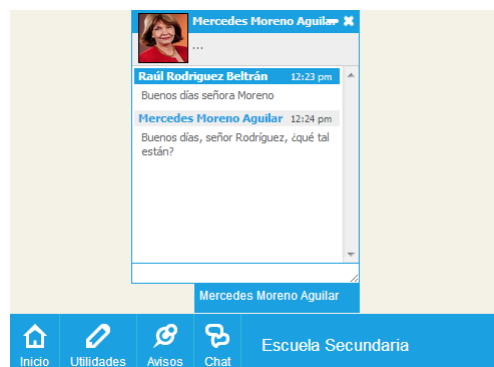 Mercedes Moreno Aguilar
...
Raúl Rodriguez Beltrán 12:23 pm
Buenos días señora Moreno
Mercedes Moreno Aguilar 12:24 pm
Buenos días, señor Rodríguez, ¿qué tal
están?
Mercedes Moreno Aguilar
Inicio Utilidades Avisos Chat Escuela Secundaria